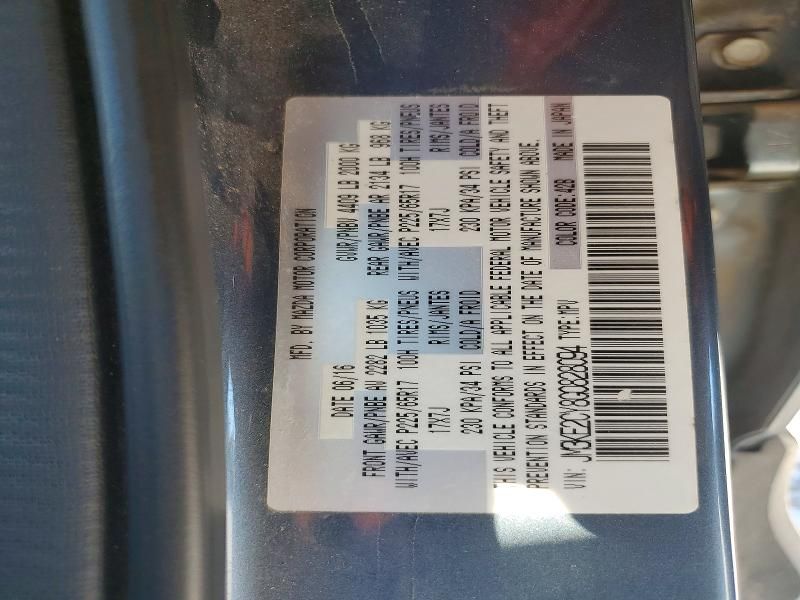 MFD. BY MAZDA MOTOR CORPORATION
DATE 06/16 GVWR/PNBV 4409 LB 2000 KG
FRONT GAWR/PNBE AV 2282 LB 1035 KG REAR GAWR/PNBE AR 2134 LB 968 KG
WITH/AVEC P225/65R17 100H TIRES/PNEUS WITH/AVEC P225/65R17 100H TIRES/PNEUS
17X7J RIMS/JANTES 17X7J RIMS/JANTES
230 KPA/34 PSI COLD/A FROID 230 KPA/34 PSI COLD/A FROID
THIS VEHICLE CONFORMS TO ALL APPLICABLE FEDERAL MOTOR VEHICLE SAFETY AND THEFT
PREVENTION STANDARDS IN EFFECT ON THE DATE OF MANUFACTURE SHOWN ABOVE.
COLOR CODE:42B MADE IN JAPAN
VIN: JM3KE2CY8G0828094 TYPE:MPV